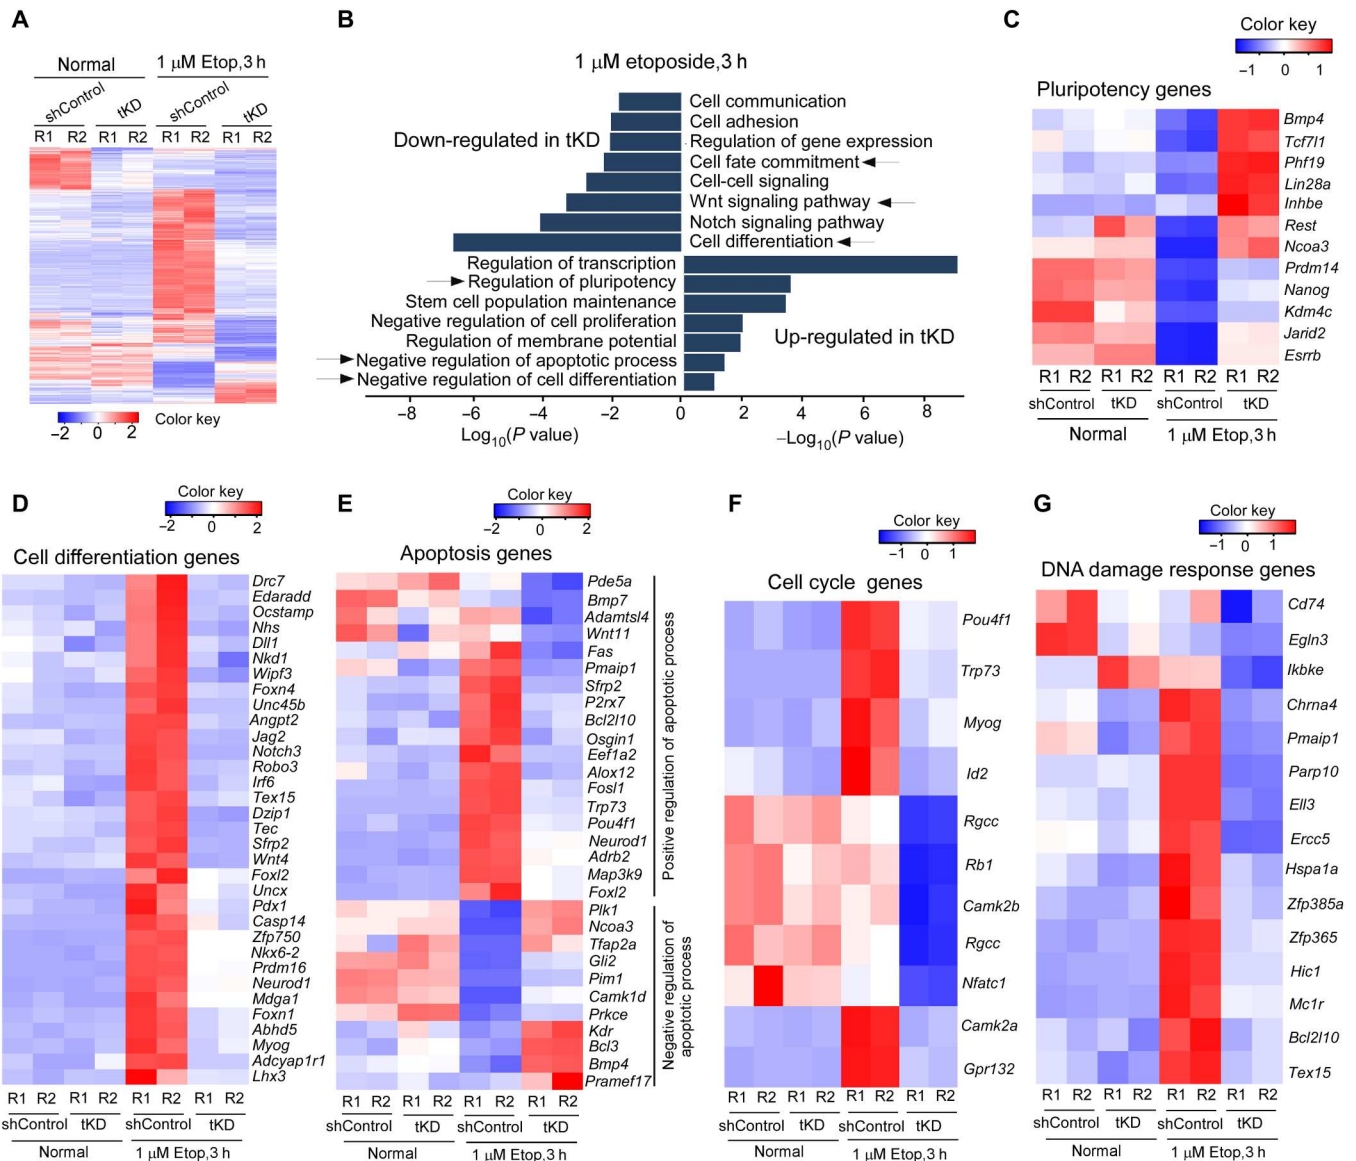 A
Normal
1 μM Etop,3 h
shControl
tKD
shControl
tKD
R1 R2 R1 R2 R1 R2 R1 R2
−2 0 2
Color key
B
1 μM etoposide,3 h
Down-regulated in tKD
Cell communication
Cell adhesion
Regulation of gene expression
Cell fate commitment
Cell-cell signaling
Wnt signaling pathway
Notch signaling pathway
Cell differentiation
Regulation of transcription
Regulation of pluripotency
Stem cell population maintenance
Negative regulation of cell proliferation
Regulation of membrane potential
Negative regulation of apoptotic process
Negative regulation of cell differentiation
Up-regulated in tKD
−8 −6 −4 −2 0 2 4 6 8
Log10(P value)
−Log10(P value)
C
Color key
−1 0 1
Pluripotency genes
Bmp4
Tcf7l1
Phf19
Lin28a
Inhbe
Rest
Ncoa3
Prdm14
Nanog
Kdm4c
Jarid2
Esrrb
R1 R2 R1 R2 R1 R2 R1 R2
shControl tKD shControl tKD
Normal 1 μM Etop,3 h
D
Color key
−2 0 2
Cell differentiation genes
Drc7
Edaradd
Ocstamp
Nhs
Dll1
Nkd1
Wipf3
Foxn4
Unc45b
Angpt2
Jag2
Notch3
Robo3
Irf6
Tex15
Dzip1
Tec
Sfrp2
Wnt4
Foxl2
Uncx
Pdx1
Casp14
Zfp750
Nkx6-2
Prdm16
Neurod1
Mdga1
Foxn1
Abhd5
Myog
Adcyap1r1
Lhx3
R1 R2 R1 R2 R1 R2 R1 R2
shControl tKD shControl tKD
Normal 1 μM Etop,3 h
E
Color key
−2 0 2
Apoptosis genes
Pde5a
Bmp7
Adamtsl4
Wnt11
Fas
Pmaip1
Sfrp2
P2rx7
Bcl2l10
Osgin1
Eef1a2
Alox12
Fosl1
Trp73
Pou4f1
Neurod1
Adrb2
Map3k9
Foxl2
Plk1
Ncoa3
Tfap2a
Gli2
Pim1
Camk1d
Prkce
Kdr
Bcl3
Bmp4
Pramef17
Positive regulation of apoptotic process
Negative regulation of
apoptotic process
R1 R2 R1 R2 R1 R2 R1 R2
shControl tKD shControl tKD
Normal 1 μM Etop,3 h
F
Color key
−1 0 1
Cell cycle genes
Pou4f1
Trp73
Myog
Id2
Rgcc
Rb1
Camk2b
Rgcc
Nfatc1
Camk2a
Gpr132
R1 R2 R1 R2 R1 R2 R1 R2
shControl tKD shControl tKD
Normal 1 μM Etop,3 h
G
Color key
−1 0 1
DNA damage response genes
Cd74
Egln3
Ikbke
Chrna4
Pmaip1
Parp10
Ell3
Ercc5
Hspa1a
Zfp385a
Zfp365
Hic1
Mc1r
Bcl2l10
Tex15
R1 R2 R1 R2 R1 R2 R1 R2
shControl tKD shControl tKD
Normal 1 μM Etop,3 h